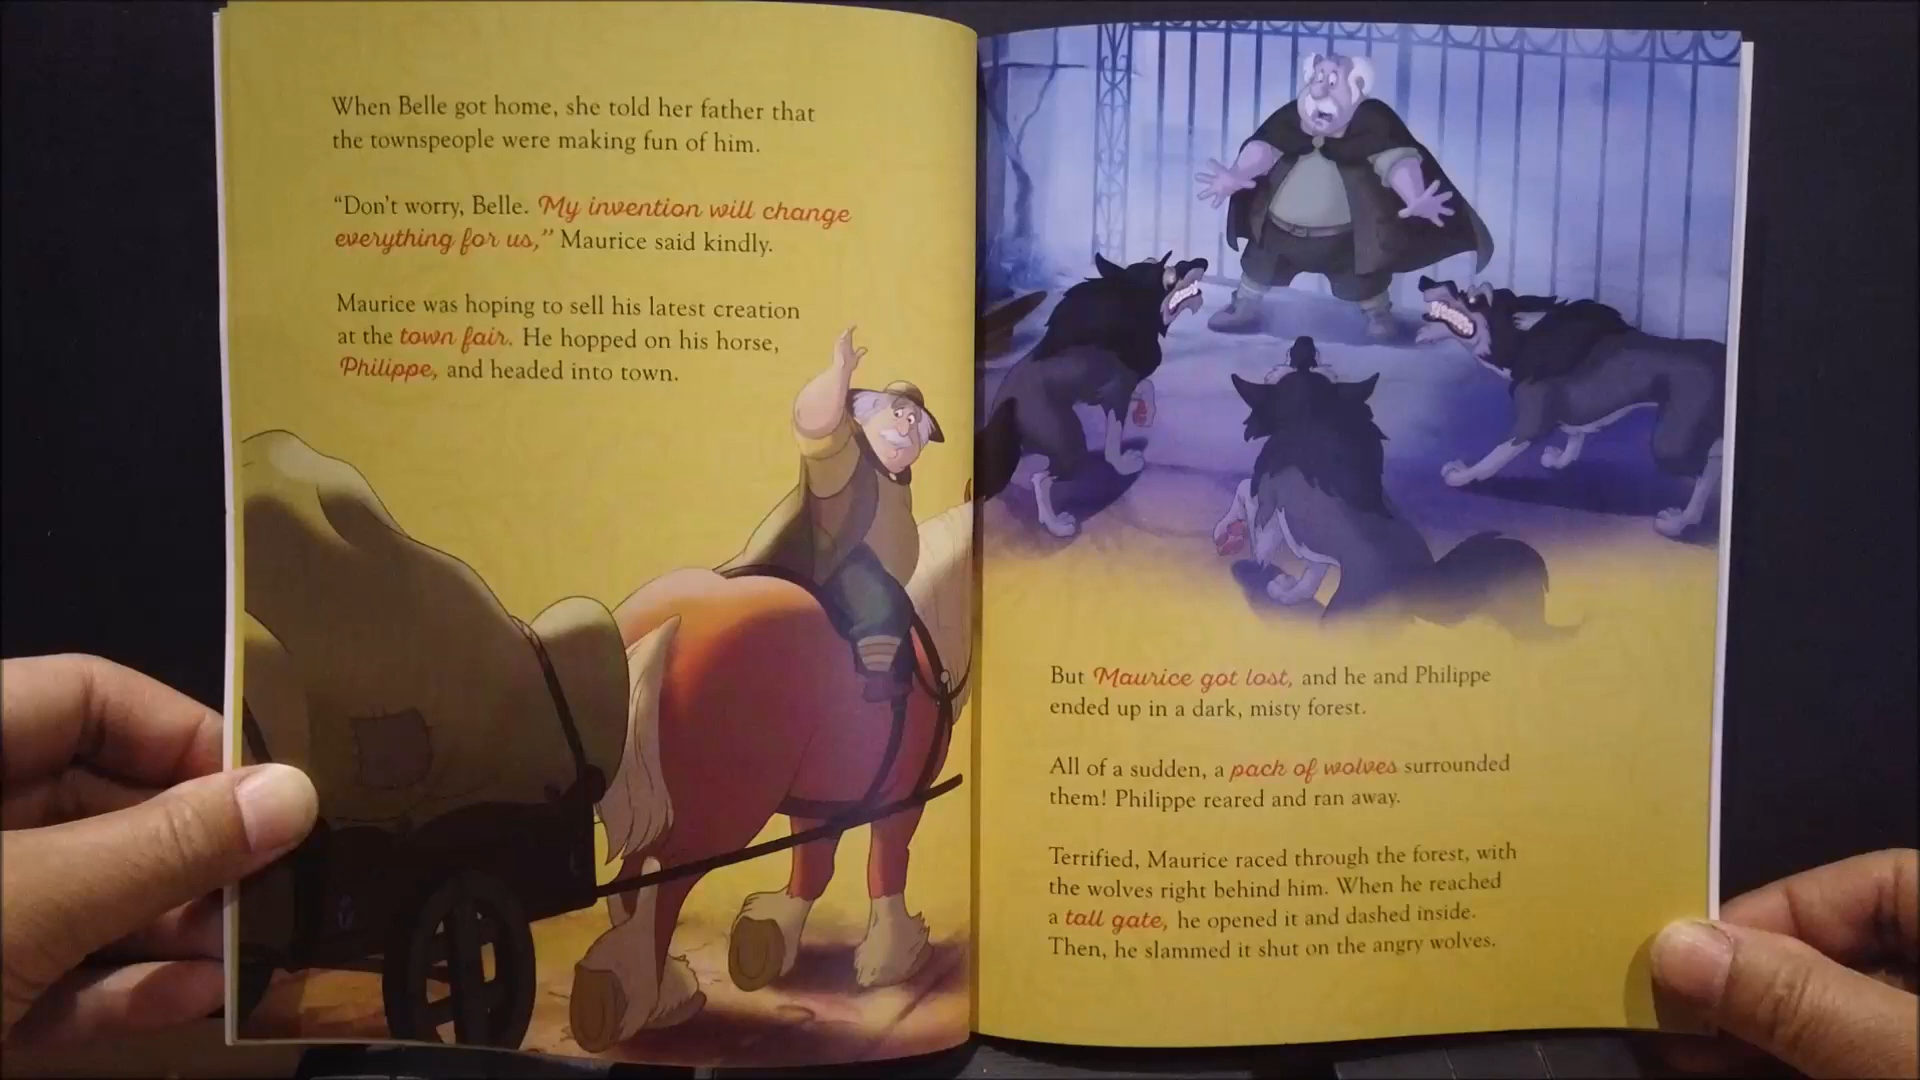 When Belle got home, she told her father that
the townspeople were making fun of him.
“Don't worry, Belle. My invention will change
everything for us,” Maurice said kindly.
Maurice was hoping to sell his latest creation
at the town fair. He hopped on his horse,
Philippe, and headed into town.
But Maurice got lost, and he and Philippe
ended up in a dark, misty forest.
All of a sudden, a pack of wolves surrounded
them! Philippe reared and ran away.
Terrified, Maurice raced through the forest, with
the wolves right behind him. When he reached
a tall gate, he opened it and dashed inside.
Then, he slammed it shut on the angry wolves.